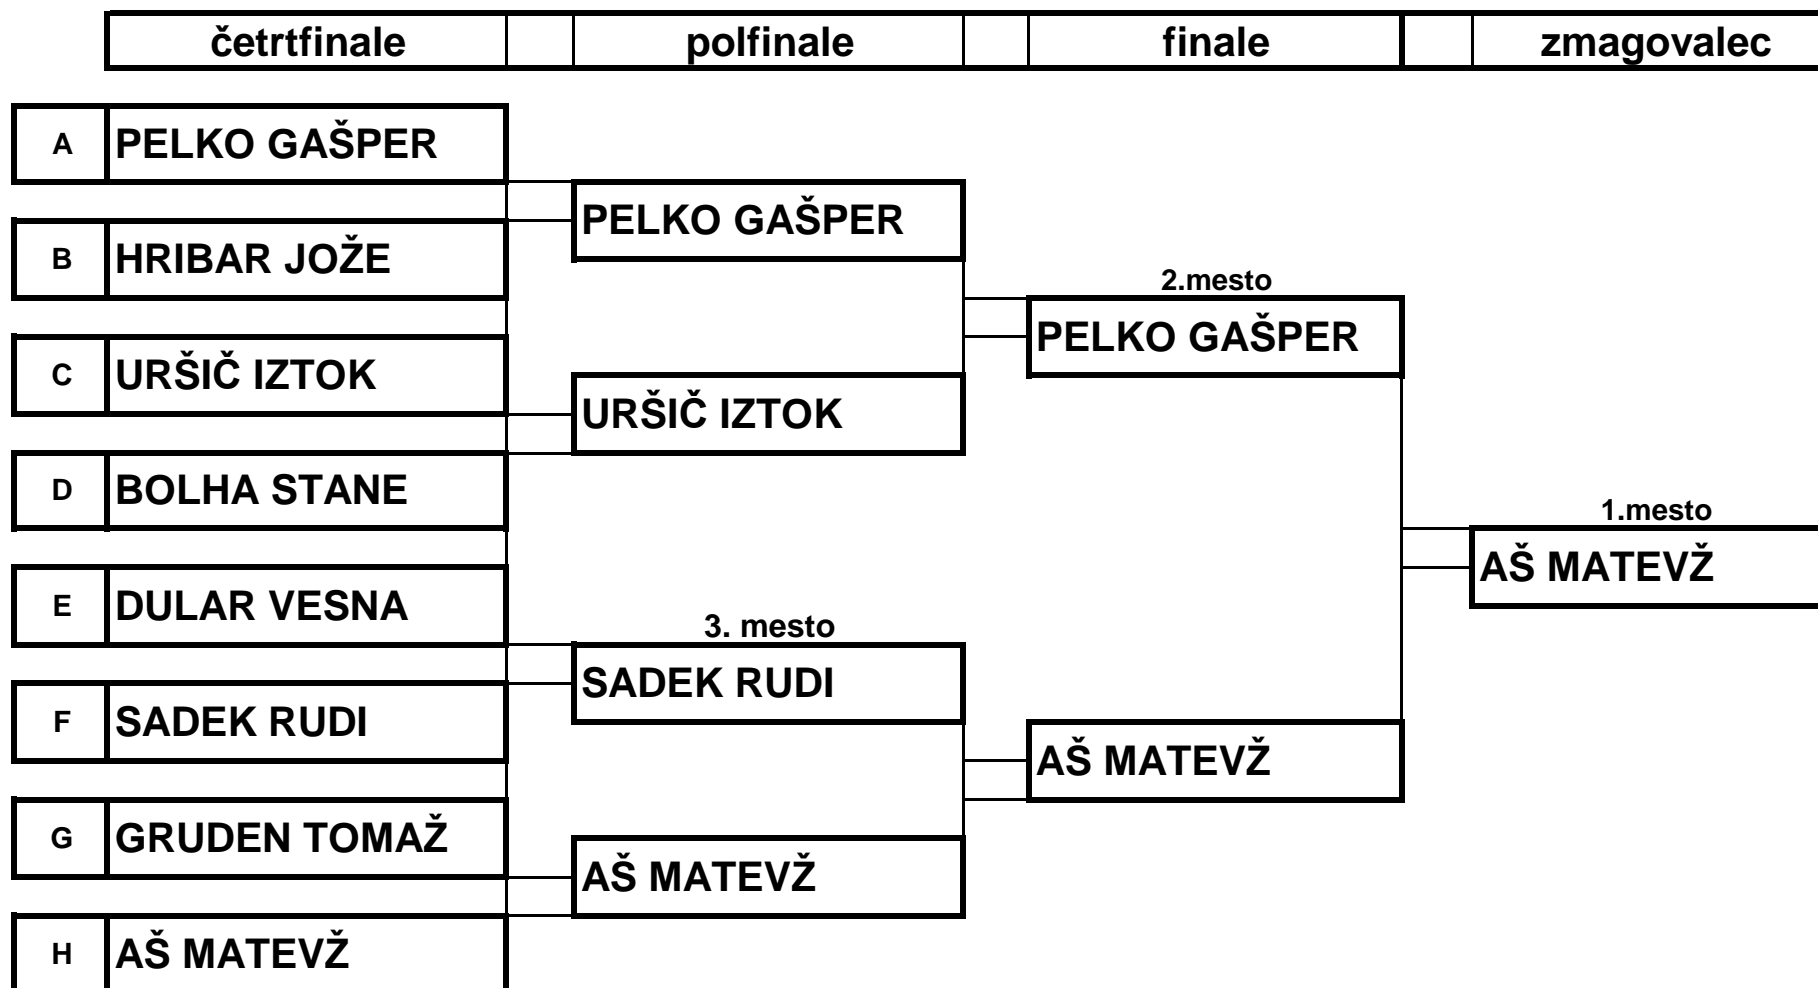 četrtfinale polfinale finale zmagovalec
A PELKO GAŠPER
PELKO GAŠPER
B HRIBAR JOŽE
2.mesto
PELKO GAŠPER
C URŠIČ IZTOK
URŠIČ IZTOK
D BOLHA STANE
1.mesto
AŠ MATEVŽ
E DULAR VESNA
3. mesto
SADEK RUDI
F SADEK RUDI
AŠ MATEVŽ
G GRUDEN TOMAŽ
AŠ MATEVŽ
H AŠ MATEVŽ